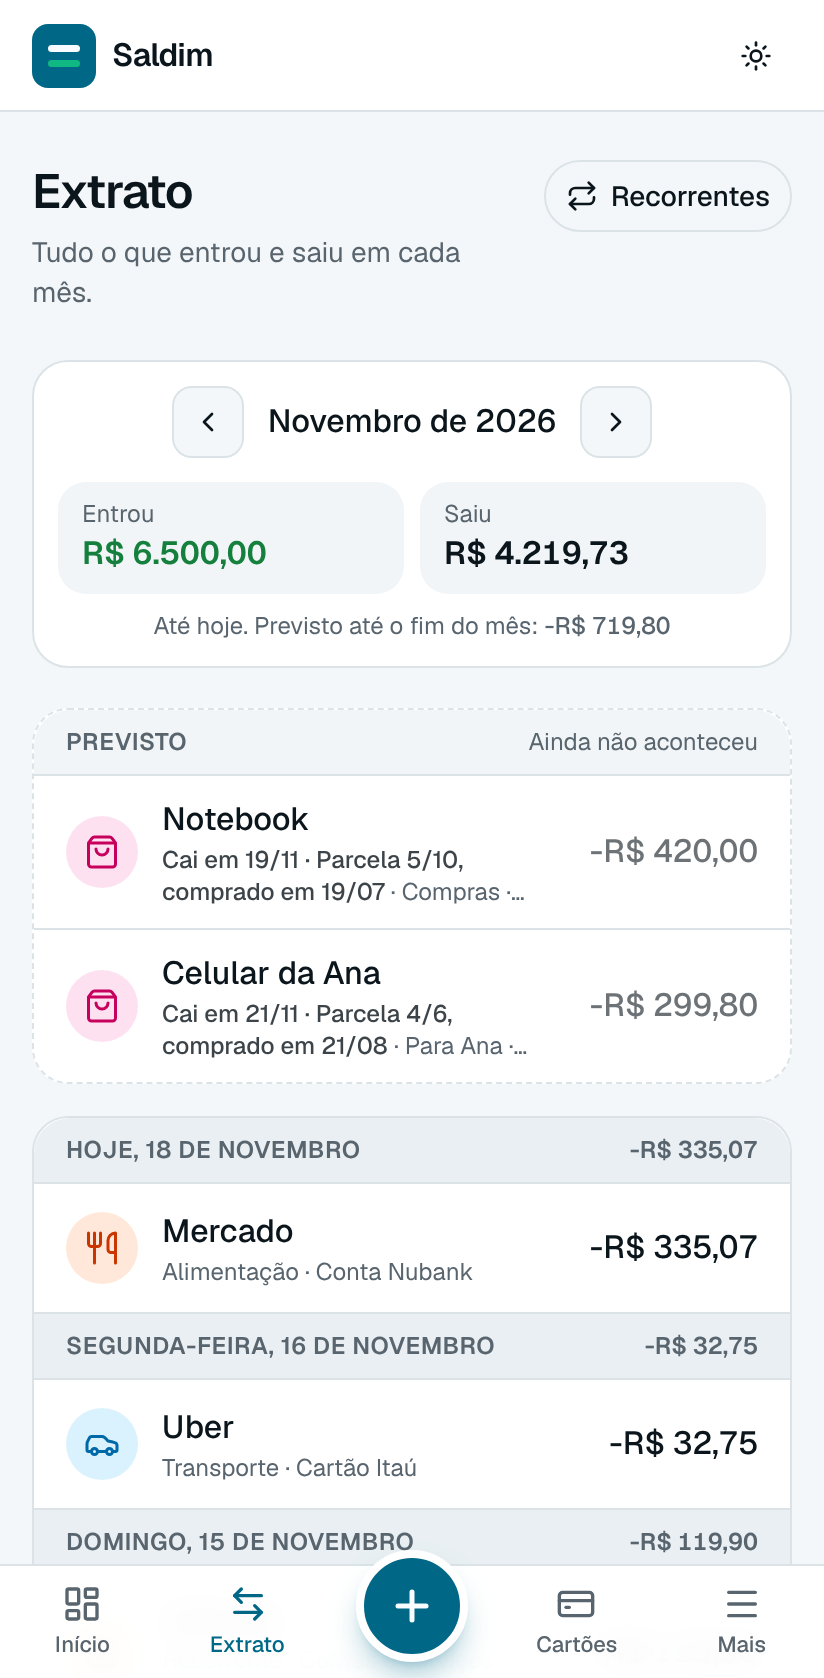 Saldim
Extrato
Recorrentes
Tudo o que entrou e saiu em cada
mês.
Novembro de 2026
Entrou
R$ 6.500,00
Saiu
R$ 4.219,73
Até hoje. Previsto até o fim do mês: -R$ 719,80
PREVISTO
Ainda não aconteceu
Notebook
Cai em 19/11 · Parcela 5/10,
comprado em 19/07 · Compras ·…
-R$ 420,00
Celular da Ana
Cai em 21/11 · Parcela 4/6,
comprado em 21/08 · Para Ana ·…
-R$ 299,80
HOJE, 18 DE NOVEMBRO
-R$ 335,07
Mercado
Alimentação · Conta Nubank
-R$ 335,07
SEGUNDA-FEIRA, 16 DE NOVEMBRO
-R$ 32,75
Uber
Transporte · Cartão Itaú
-R$ 32,75
DOMINGO, 15 DE NOVEMBRO
-R$ 119,90
Início
Extrato
Cartões
Mais